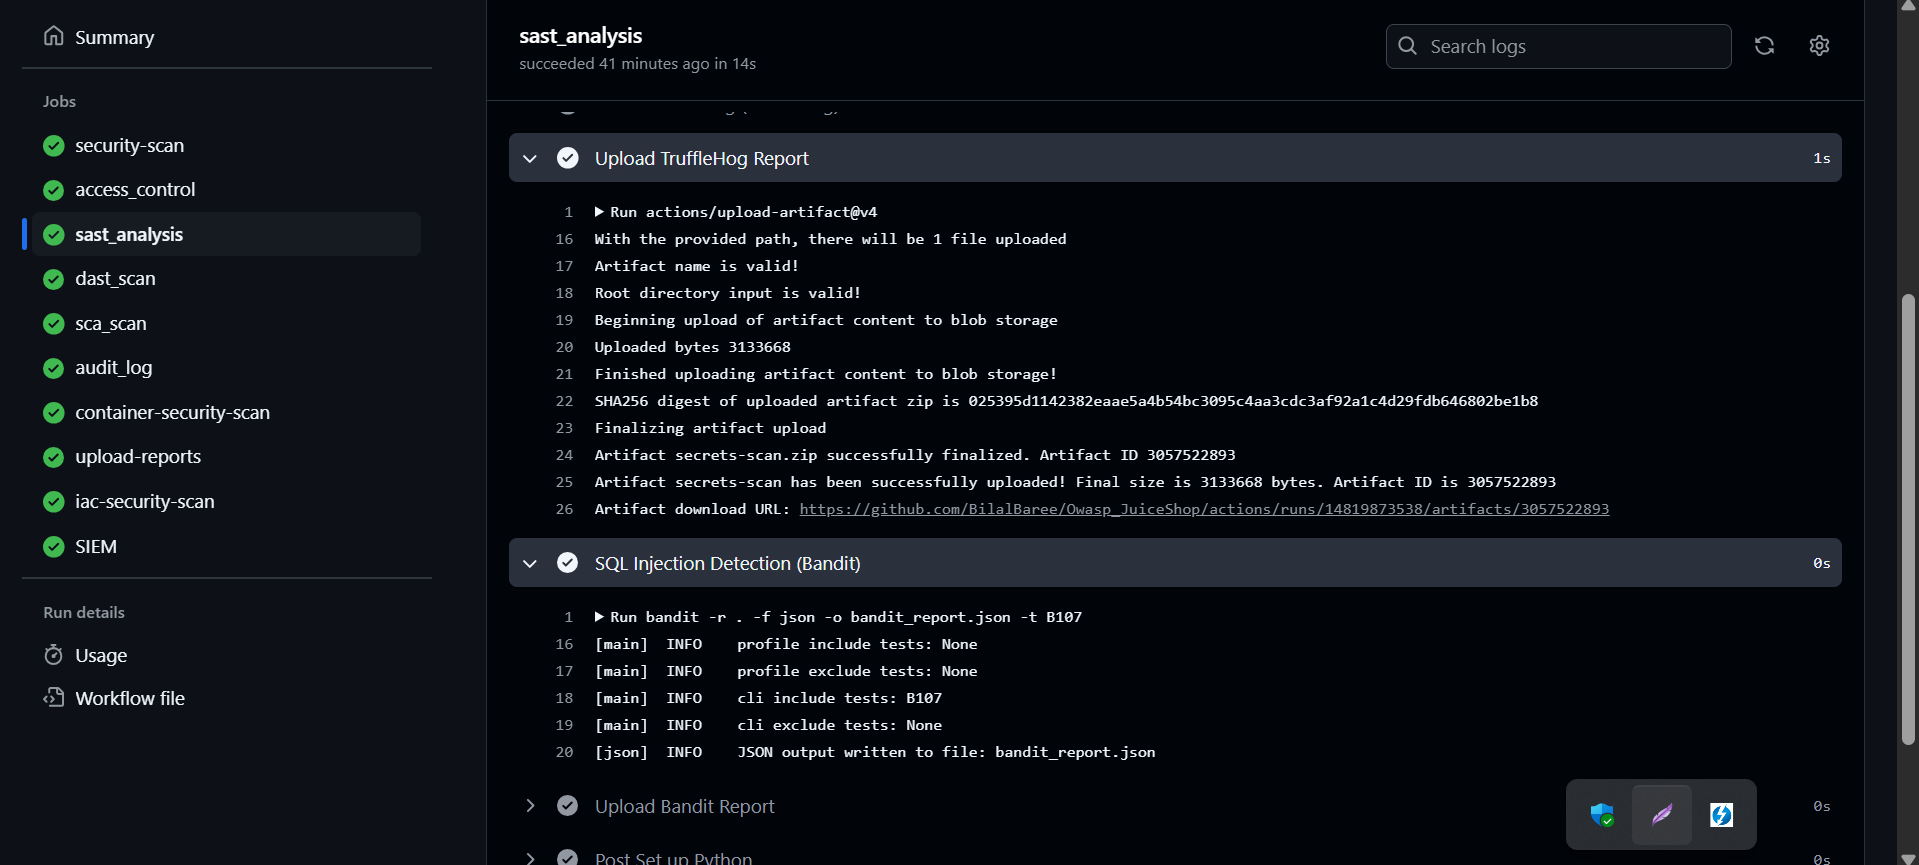 Summary
Jobs
security-scan
access_control
sast_analysis
dast_scan
sca_scan
audit_log
container-security-scan
upload-reports
iac-security-scan
SIEM
Run details
Usage
Workflow file
sast_analysis
succeeded 41 minutes ago in 14s
Search logs
Upload TruffleHog Report 1s
1 Run actions/upload-artifact@v4
16 With the provided path, there will be 1 file uploaded
17 Artifact name is valid!
18 Root directory input is valid!
19 Beginning upload of artifact content to blob storage
20 Uploaded bytes 3133668
21 Finished uploading artifact content to blob storage!
22 SHA256 digest of uploaded artifact zip is 025395d1142382eaae5a4b54bc3095c4aa3cdc3af92a1c4d29fdb646802be1b8
23 Finalizing artifact upload
24 Artifact secrets-scan.zip successfully finalized. Artifact ID 3057522893
25 Artifact secrets-scan has been successfully uploaded! Final size is 3133668 bytes. Artifact ID is 3057522893
26 Artifact download URL: https://github.com/BilalBaree/Owasp_JuiceShop/actions/runs/14819873538/artifacts/3057522893
SQL Injection Detection (Bandit) 0s
1 Run bandit -r . -f json -o bandit_report.json -t B107
16 [main] INFO profile include tests: None
17 [main] INFO profile exclude tests: None
18 [main] INFO cli include tests: B107
19 [main] INFO cli exclude tests: None
20 [json] INFO JSON output written to file: bandit_report.json
Upload Bandit Report 0s
Post Set up Python 0s